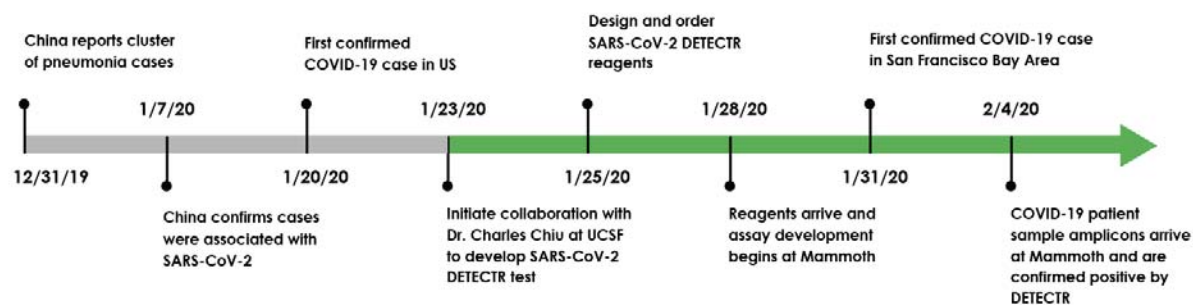 China reports cluster
of pneumonia cases
12/31/19
1/7/20
China confirms cases
were associated with
SARS-CoV-2
First confirmed
COVID-19 case in US
1/20/20
1/23/20
Initiate collaboration with
Dr. Charles Chiu at UCSF
to develop SARS-CoV-2
DETECTR test
Design and order
SARS-CoV-2 DETECTR
reagents
1/25/20
1/28/20
Reagents arrive and
assay development
begins at Mammoth
First confirmed COVID-19 case
in San Francisco Bay Area
1/31/20
2/4/20
COVID-19 patient
sample amplicons arrive
at Mammoth and are
confirmed positive by
DETECTR